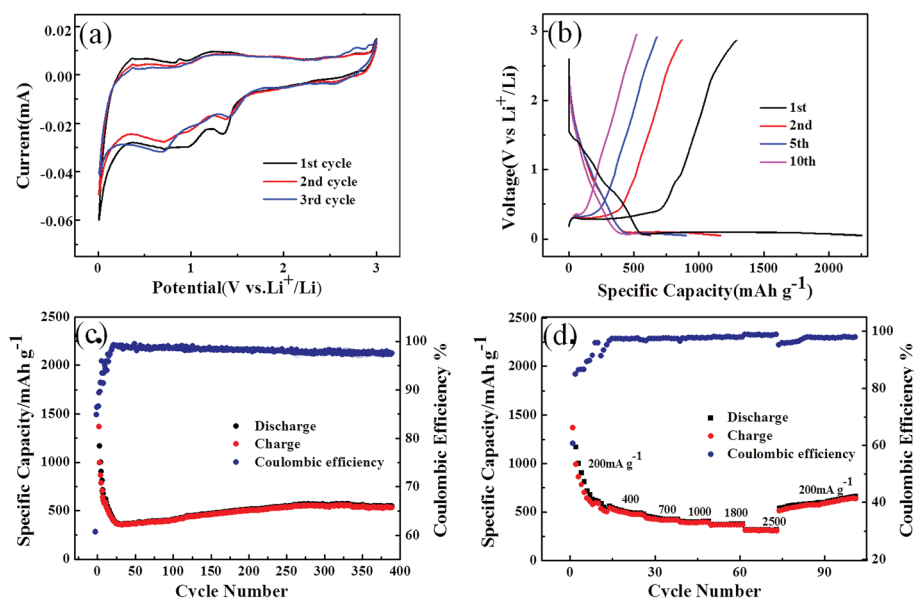 (a)
0.00
-0.02
-0.04
-0.06
Current(mA)
0
1
2
3
Potential(V vs.Li+/Li)
1st cycle
2nd cycle
3rd cycle
(b)
3
2
1
0
Voltage(V vs Li+/Li)
0
500
1000
1500
2000
Specific Capacity(mAh g-1)
1st
2nd
5th
10th
(c)
2500
2000
1500
1000
500
0
Specific Capacity/mAh g-1
0
50
100
150
200
250
300
350
400
Cycle Number
100
90
80
70
60
Coulombic Efficiency %
Discharge
Charge
Coulombic efficiency
(d)
2500
2000
1500
1000
500
0
Specific Capacity/mAh g-1
0
30
60
90
Cycle Number
100
80
60
40
20
Coulombic Efficiency %
Discharge
Charge
Coulombic efficiency
200mA g-1
400
700
1000
1800
2500
200mA g-1